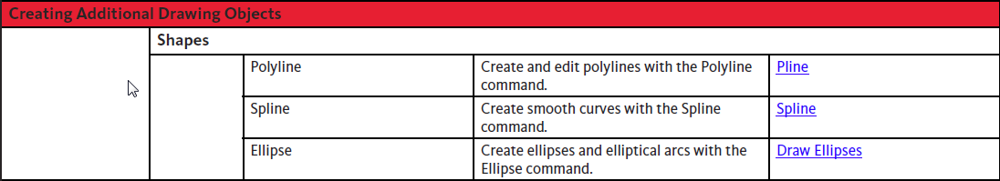 Creating Additional Drawing Objects
Shapes
Polyline
Create and edit polylines with the Polyline
command.
Pline
Spline
Create smooth curves with the Spline
command.
Spline
Ellipse
Create ellipses and elliptical arcs with the
Ellipse command.
Draw Ellipses